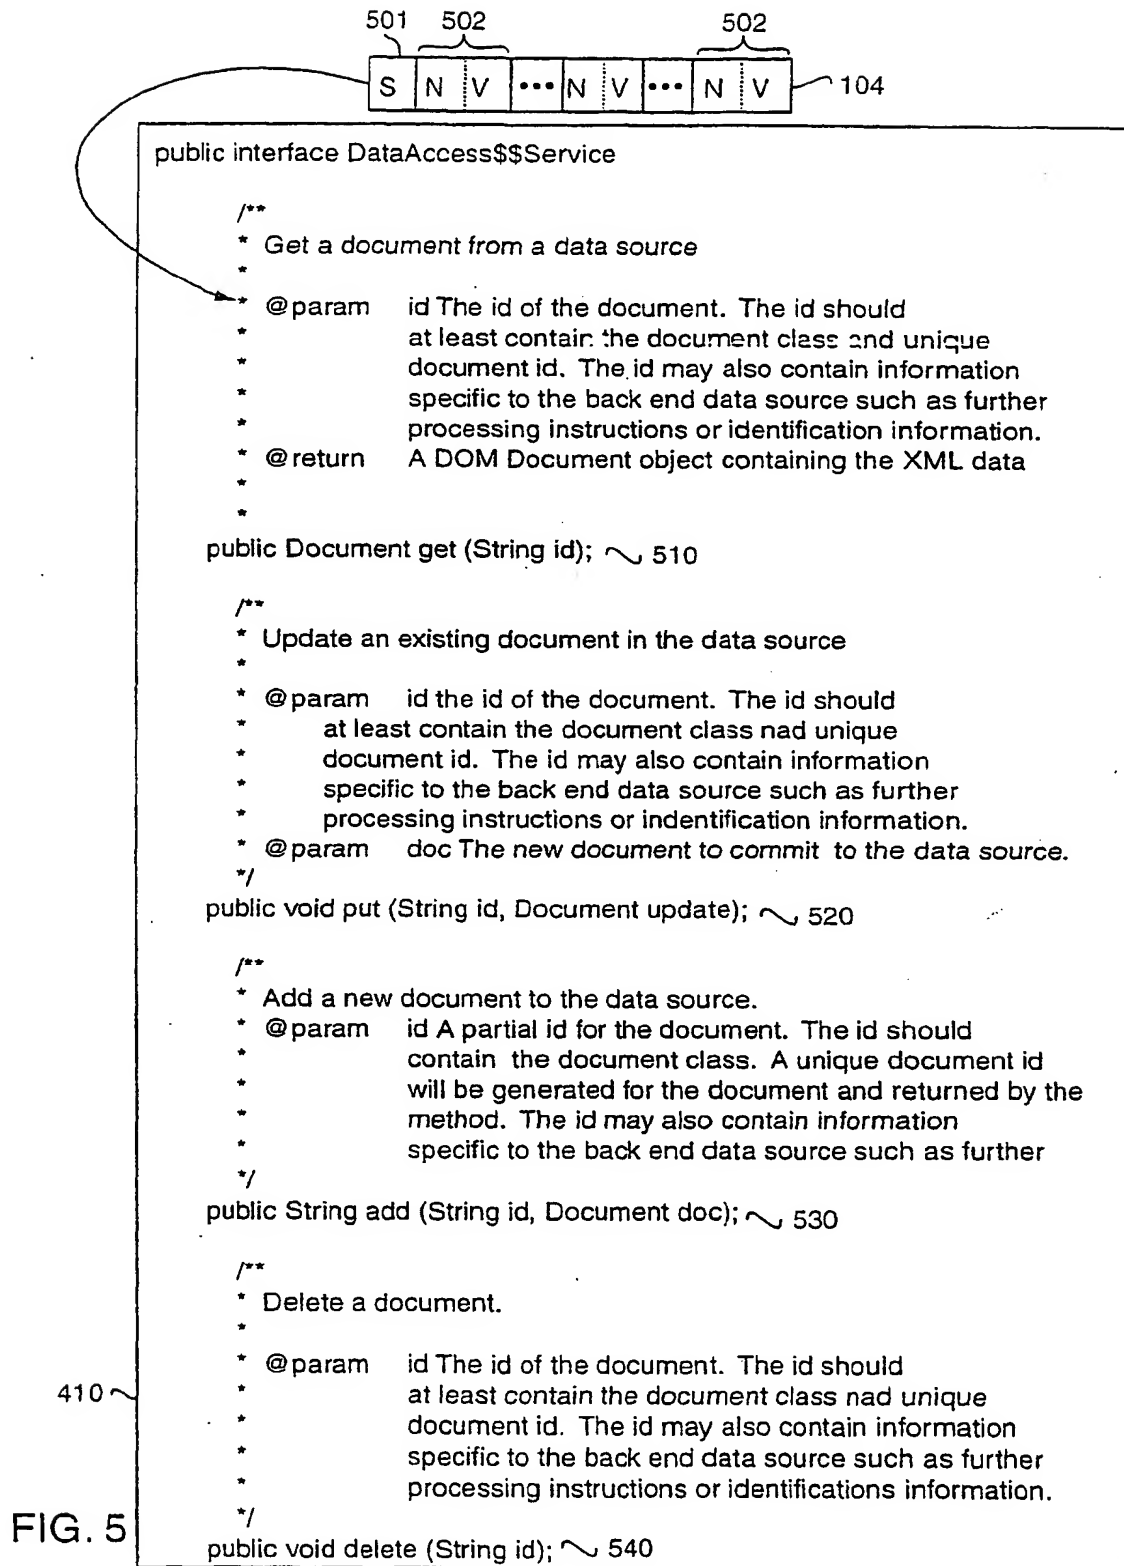 501 502 502
S N V ••• N V ••• N V 104
public interface DataAccess$$Service
/**
* Get a document from a data source
*
* @param id The id of the document. The id should
* at least contain the document class and unique
* document id. The id may also contain information
* specific to the back end data source such as further
* processing instructions or identification information.
* @return A DOM Document object containing the XML data
*
*
public Document get (String id); 510
/**
* Update an existing document in the data source
*
* @param id the id of the document. The id should
* at least contain the document class nad unique
* document id. The id may also contain information
* specific to the back end data source such as further
* processing instructions or indentification information.
* @param doc The new document to commit to the data source.
*/
public void put (String id, Document update); 520
/**
* Add a new document to the data source.
* @param id A partial id for the document. The id should
* contain the document class. A unique document id
* will be generated for the document and returned by the
* method. The id may also contain information
* specific to the back end data source such as further
*/
public String add (String id, Document doc); 530
/**
* Delete a document.
*
* @param id The id of the document. The id should
410 * at least contain the document class nad unique
* document id. The id may also contain information
* specific to the back end data source such as further
* processing instructions or identifications information.
*/
FIG. 5
public void delete (String id); 540